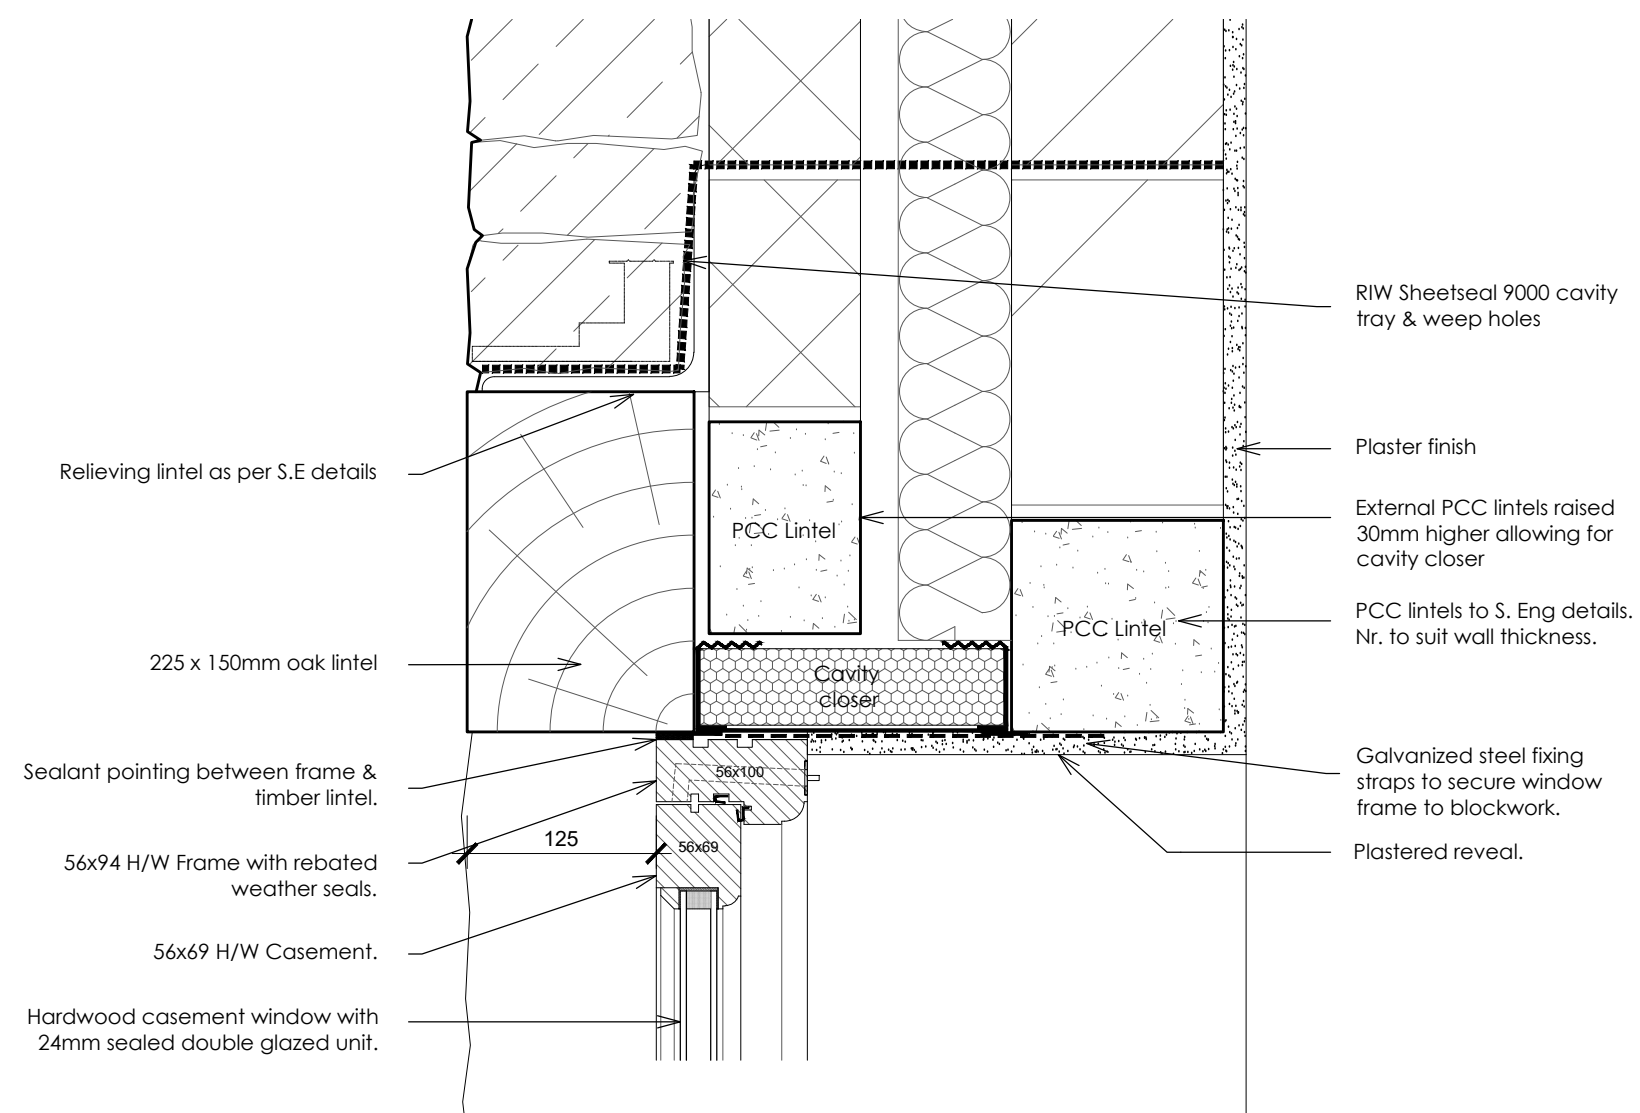 RIW Sheetseal 9000 cavity
tray & weep holes
Plaster finish
Relieving lintel as per S.E details
External PCC lintels raised
30mm higher allowing for
cavity closer
PCC Lintel
PCC lintels to S. Eng details.
Nr. to suit wall thickness.
PCC Lintel
225 x 150mm oak lintel
Cavity
closer
Sealant pointing between frame &
timber lintel.
56x100
Galvanized steel fixing
straps to secure window
frame to blockwork.
125
56x69
56x94 H/W Frame with rebated
weather seals.
Plastered reveal.
56x69 H/W Casement.
Hardwood casement window with
24mm sealed double glazed unit.